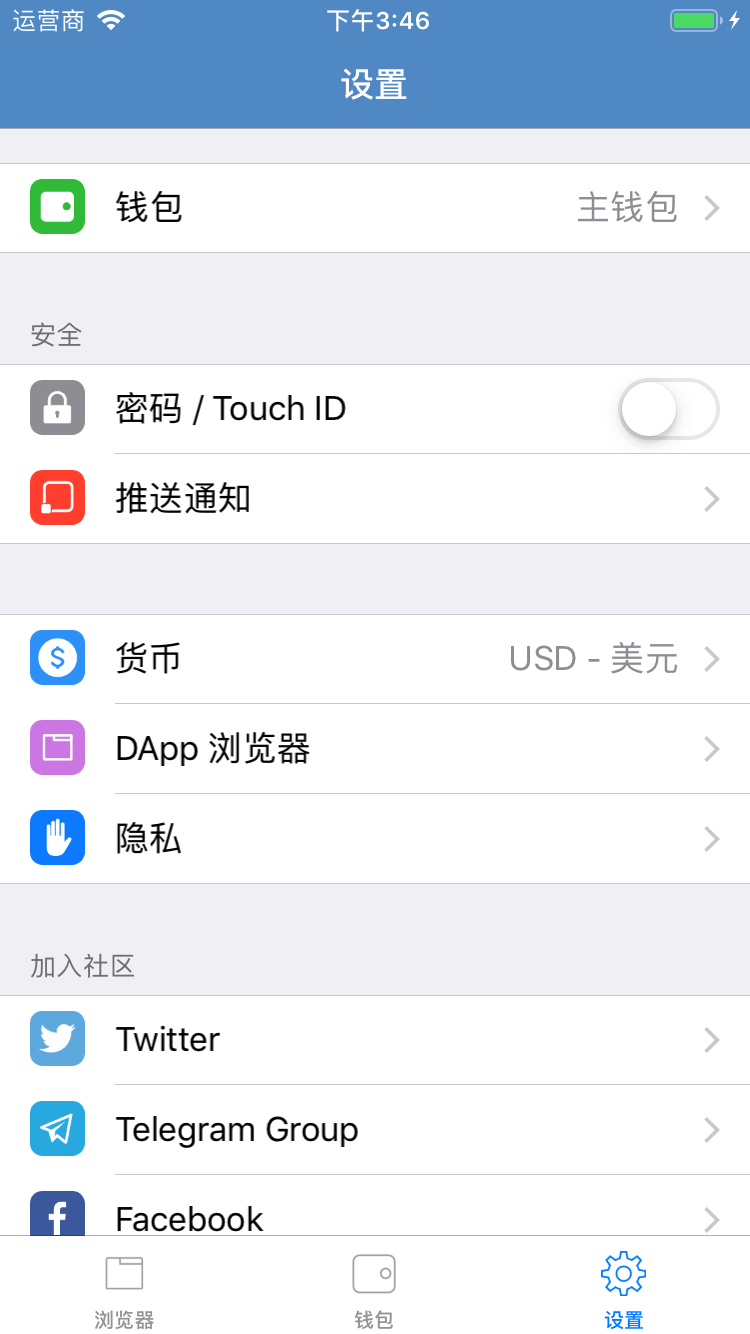 运营商 下午3:46
设置
钱包 主钱包
安全
密码 / Touch ID
推送通知
货币 USD - 美元
DApp 浏览器
隐私
加入社区
Twitter
Telegram Group
Facebook
浏览器 钱包 设置